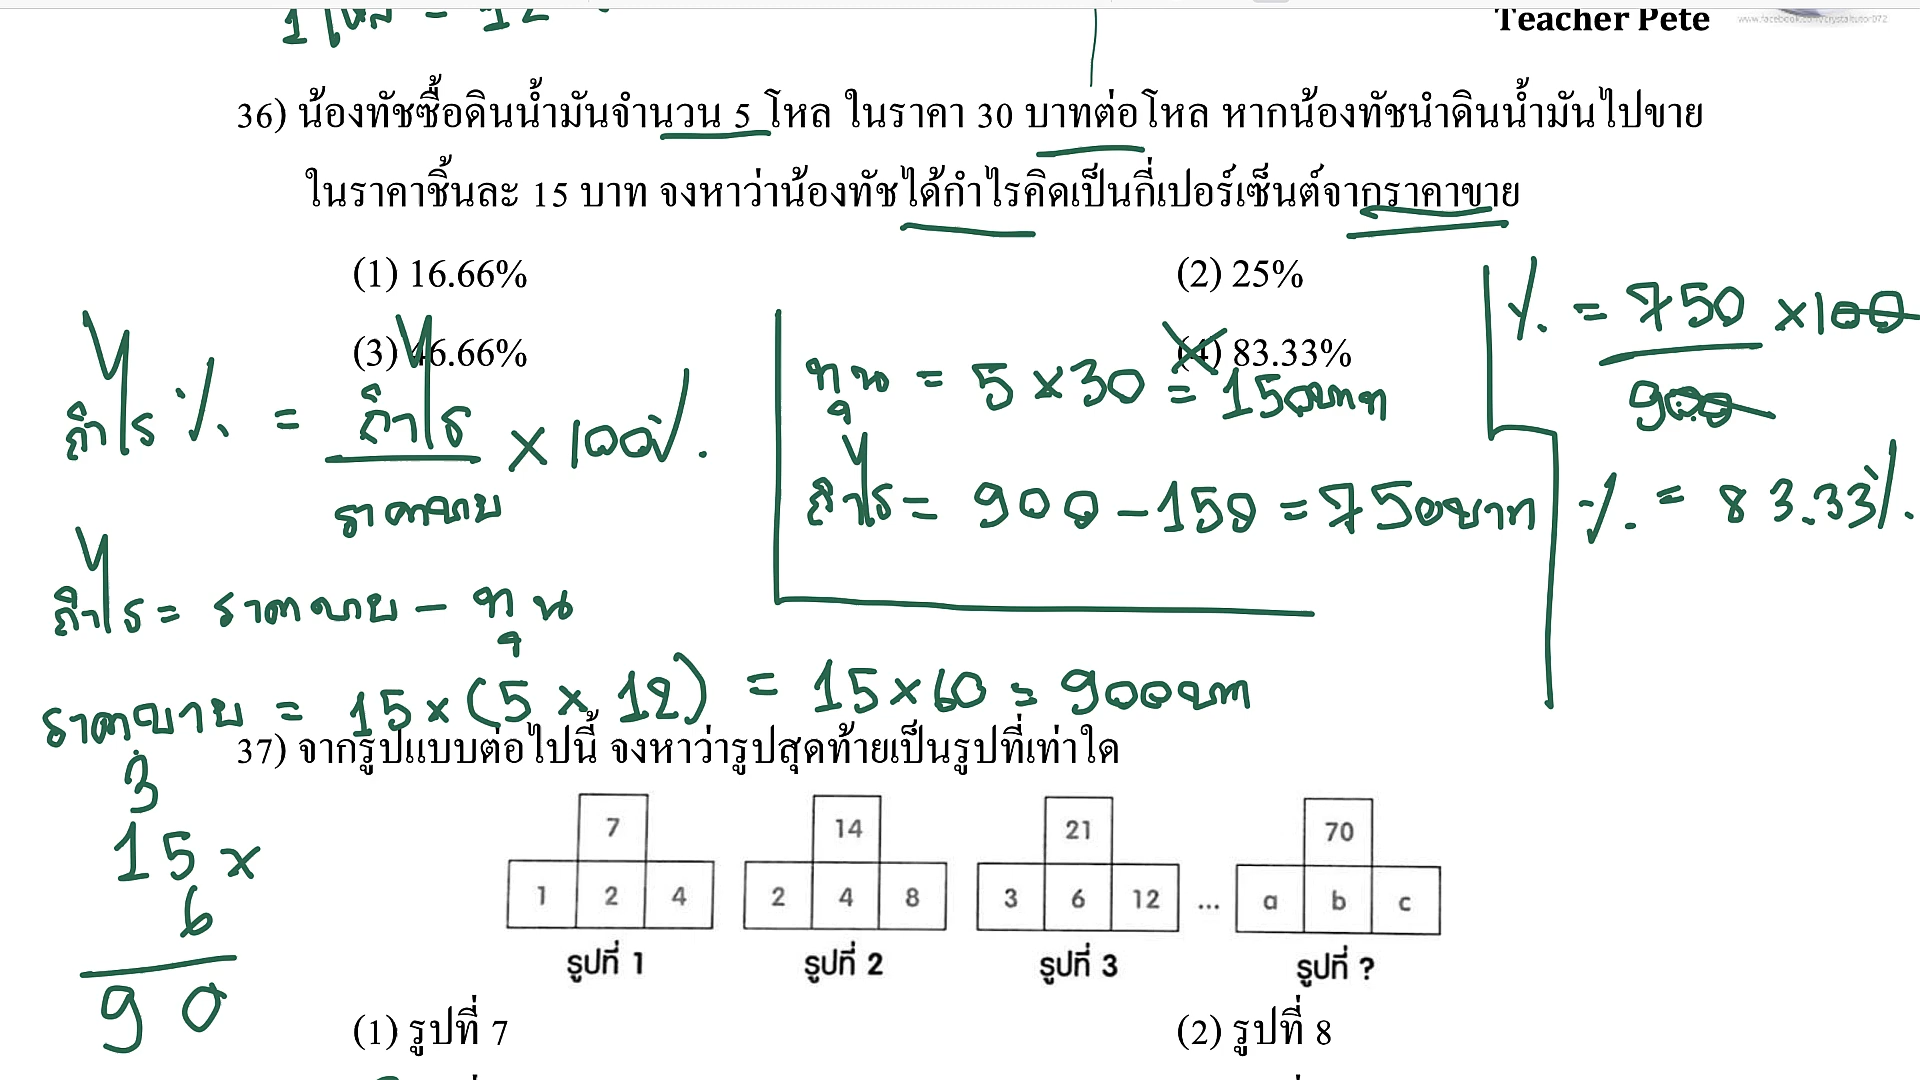 1 โหล = 12
Teacher Pete
www.facebook.com/crystaltutor072
36) น้องทัชซื้อดินน้ำมันจำนวน 5 โหล ในราคา 30 บาทต่อโหล หากน้องทัชนำดินน้ำมันไปขาย
ในราคาชิ้นละ 15 บาท จงหาว่าน้องทัชได้กำไรคิดเป็นกี่เปอร์เซ็นต์จากราคาขาย
(1) 16.66%
(2) 25%
(3) 46.66%
(4) 83.33%
กำไร % = กำไร × 100%
ราคาขาย
กำไร = ราคาขาย - ทุน
ราคาขาย = 15 × (5 × 12) = 15 × 60 = 900 บาท
ทุน = 5 × 30 = 150 บาท
กำไร = 900 - 150 = 750 บาท
% = 750 × 100
900
% = 83.33%
3
15 ×
6
90
37) จากรูปแบบต่อไปนี้ จงหาว่ารูปสุดท้ายเป็นรูปที่เท่าใด
7 14 21 70
1 2 4 2 4 8 3 6 12 ... a b c
รูปที่ 1 รูปที่ 2 รูปที่ 3 รูปที่ ?
(1) รูปที่ 7
(2) รูปที่ 8